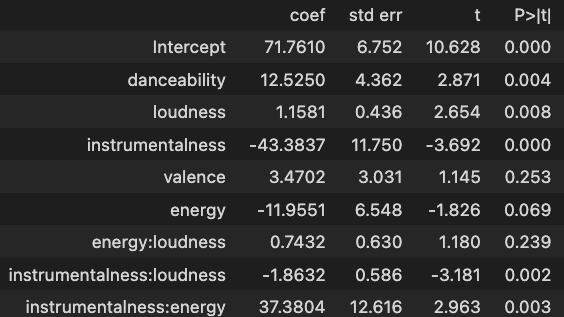 coef std err t P>|t|
Intercept 71.7610 6.752 10.628 0.000
danceability 12.5250 4.362 2.871 0.004
loudness 1.1581 0.436 2.654 0.008
instrumentalness -43.3837 11.750 -3.692 0.000
valence 3.4702 3.031 1.145 0.253
energy -11.9551 6.548 -1.826 0.069
energy:loudness 0.7432 0.630 1.180 0.239
instrumentalness:loudness -1.8632 0.586 -3.181 0.002
instrumentalness:energy 37.3804 12.616 2.963 0.003